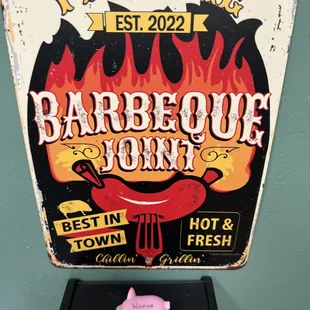 EST. 2022
BARBEQUE
JOINT
BEST IN
TOWN
HOT &
FRESH
Chillin' Grillin'